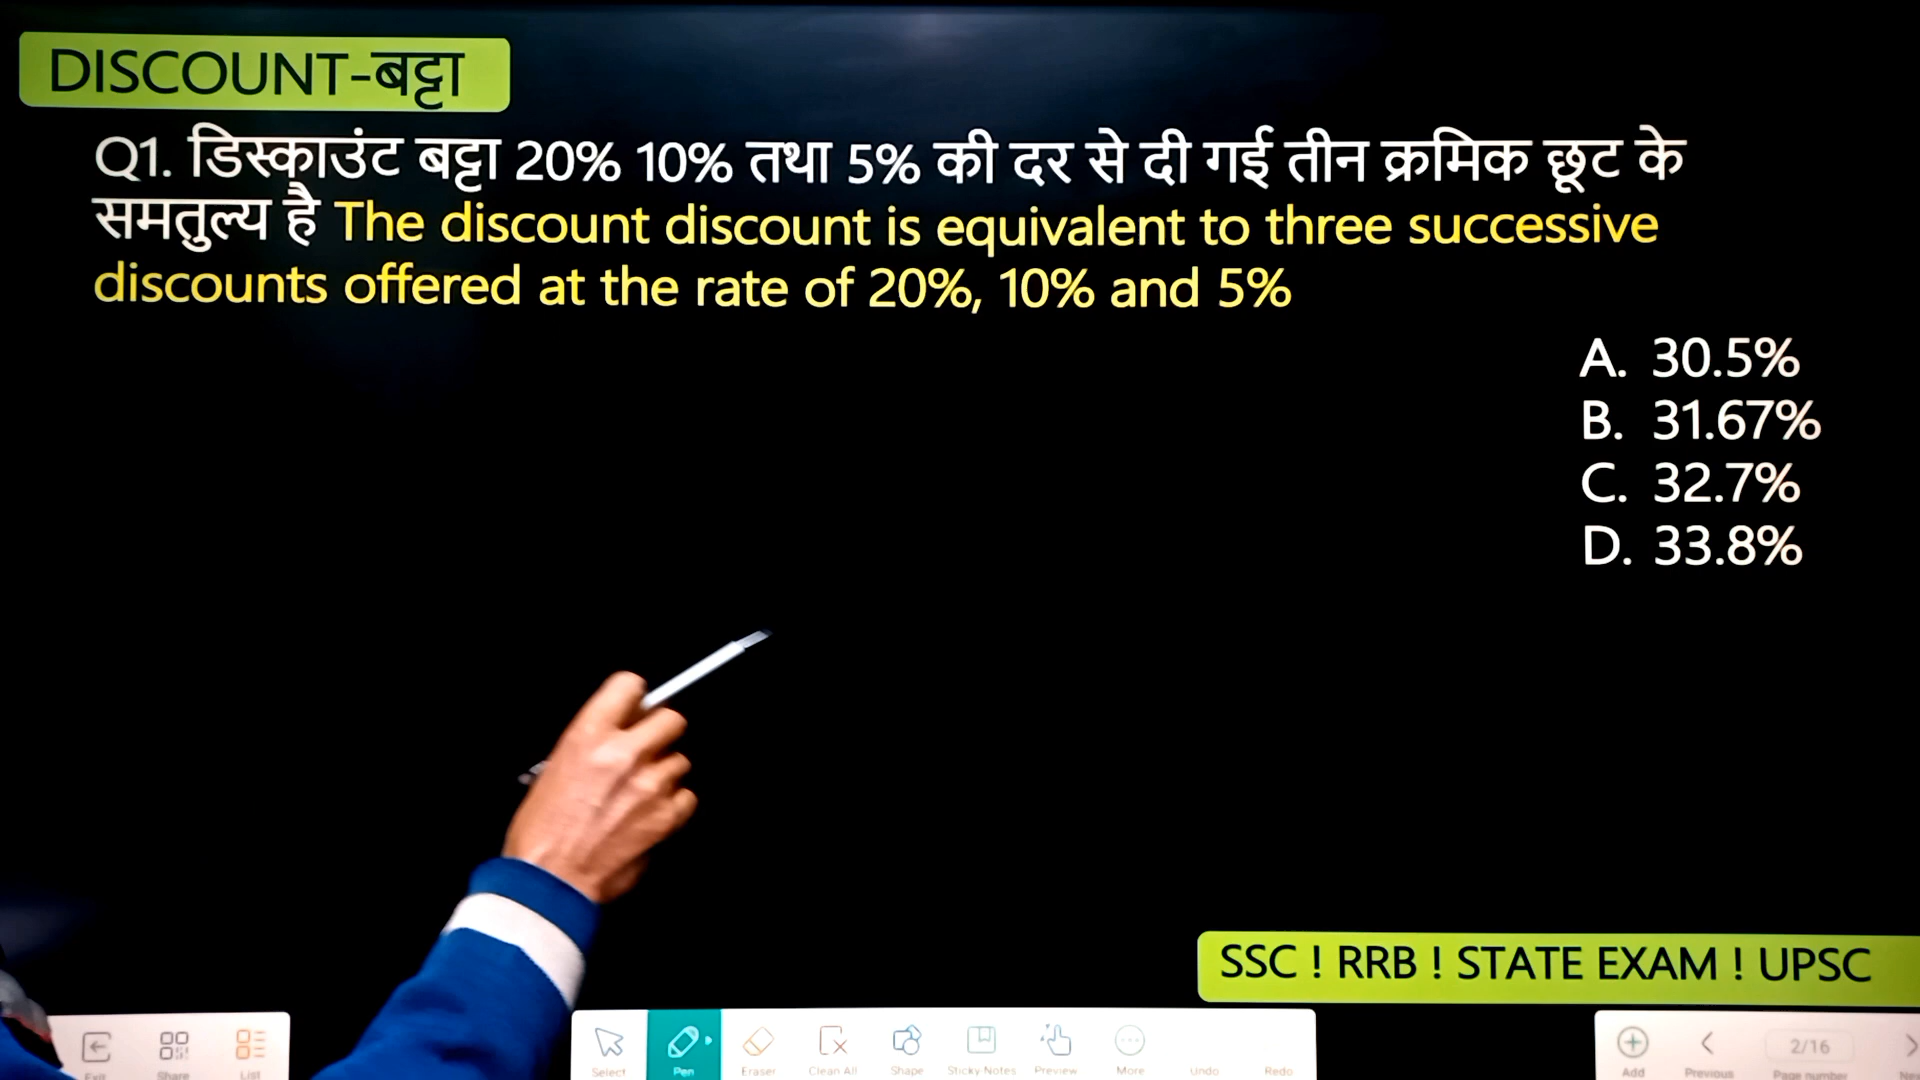 DISCOUNT-बट्टा
Q1. डिस्काउंट बट्टा 20% 10% तथा 5% की दर से दी गई तीन क्रमिक छूट के
समतुल्य है The discount discount is equivalent to three successive
discounts offered at the rate of 20%, 10% and 5%
A. 30.5%
B. 31.67%
C. 32.7%
D. 33.8%
SSC ! RRB ! STATE EXAM ! UPSC
Exit Share List Select Pen Eraser Clean All Shape Sticky Notes Preview More Undo Redo Add Previous 2/16 Page number